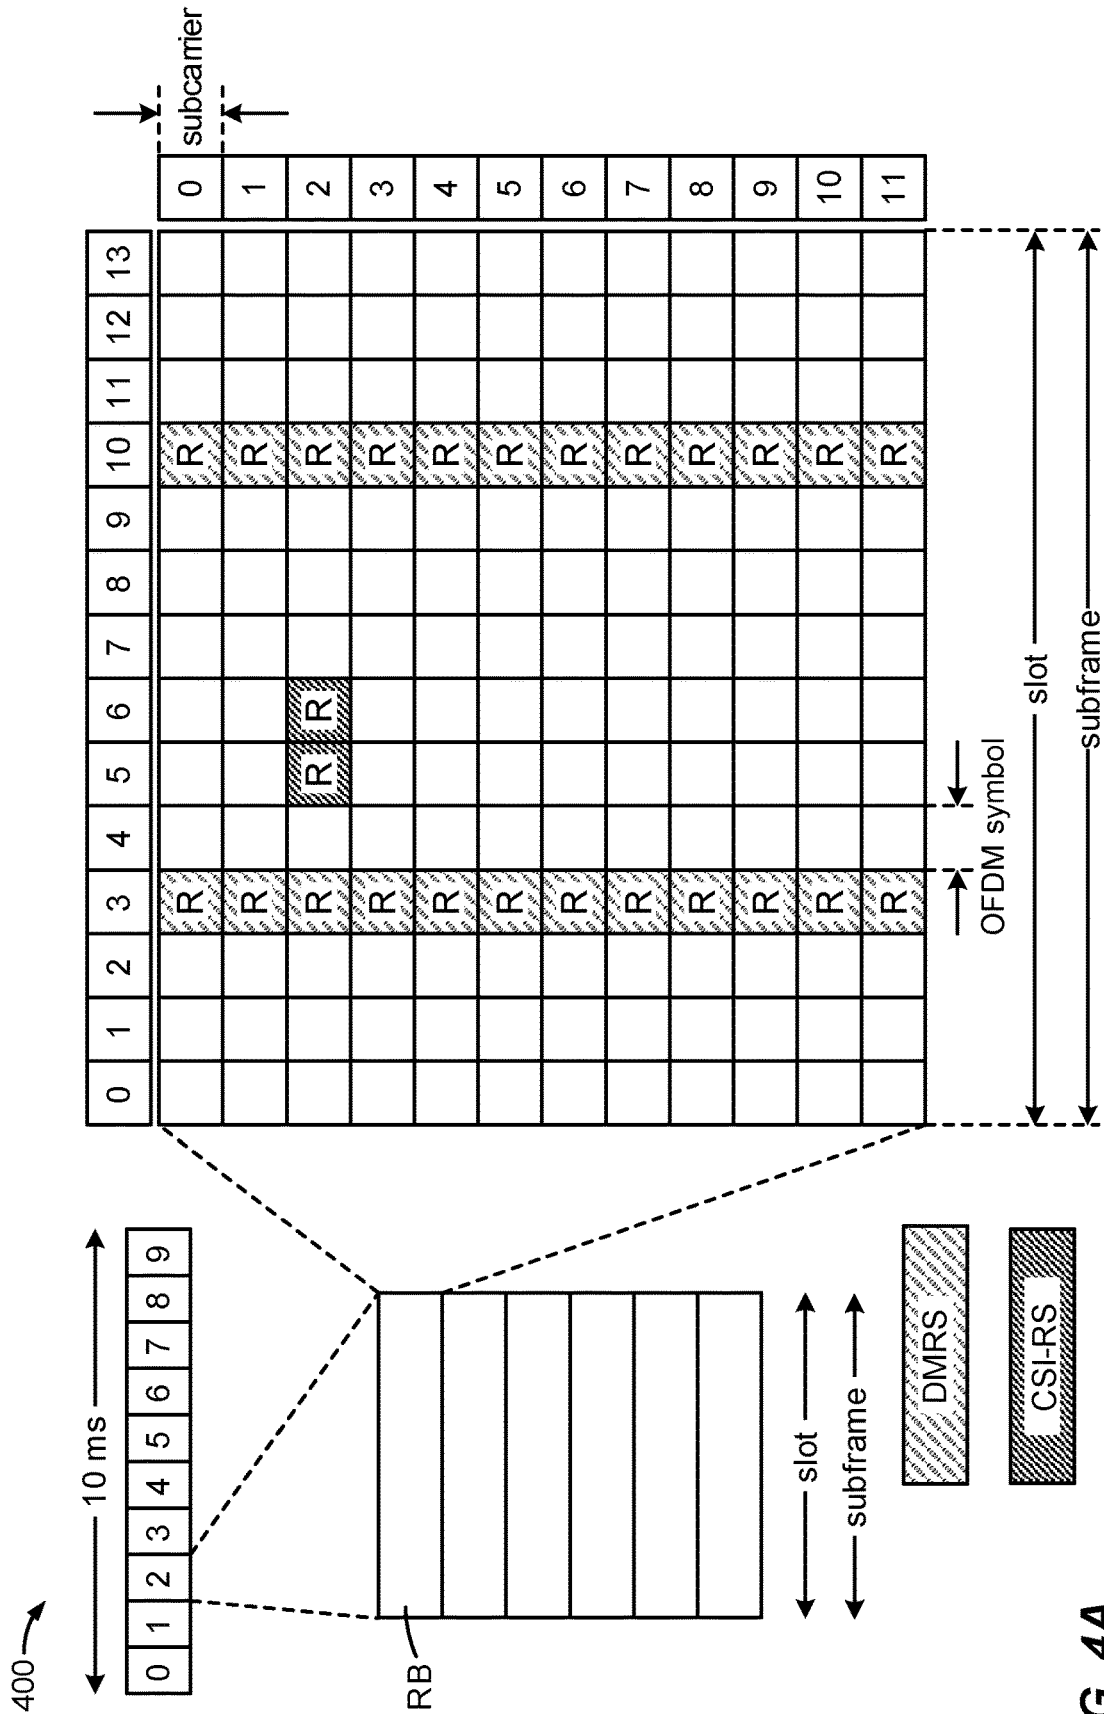 400
10 ms
0 1 2 3 4 5 6 7 8 9
RB
slot
subframe
DMRS
CSI-RS
0 1 2 3 4 5 6 7 8 9 10 11 12 13
subcarrier
0
R R
1
R R
2
R R R R
3
R R
4
R R
5
R R
6
R R
7
R R
8
R R
9
R R
10
R R
11
R R
OFDM symbol
slot
subframe
G. 4A